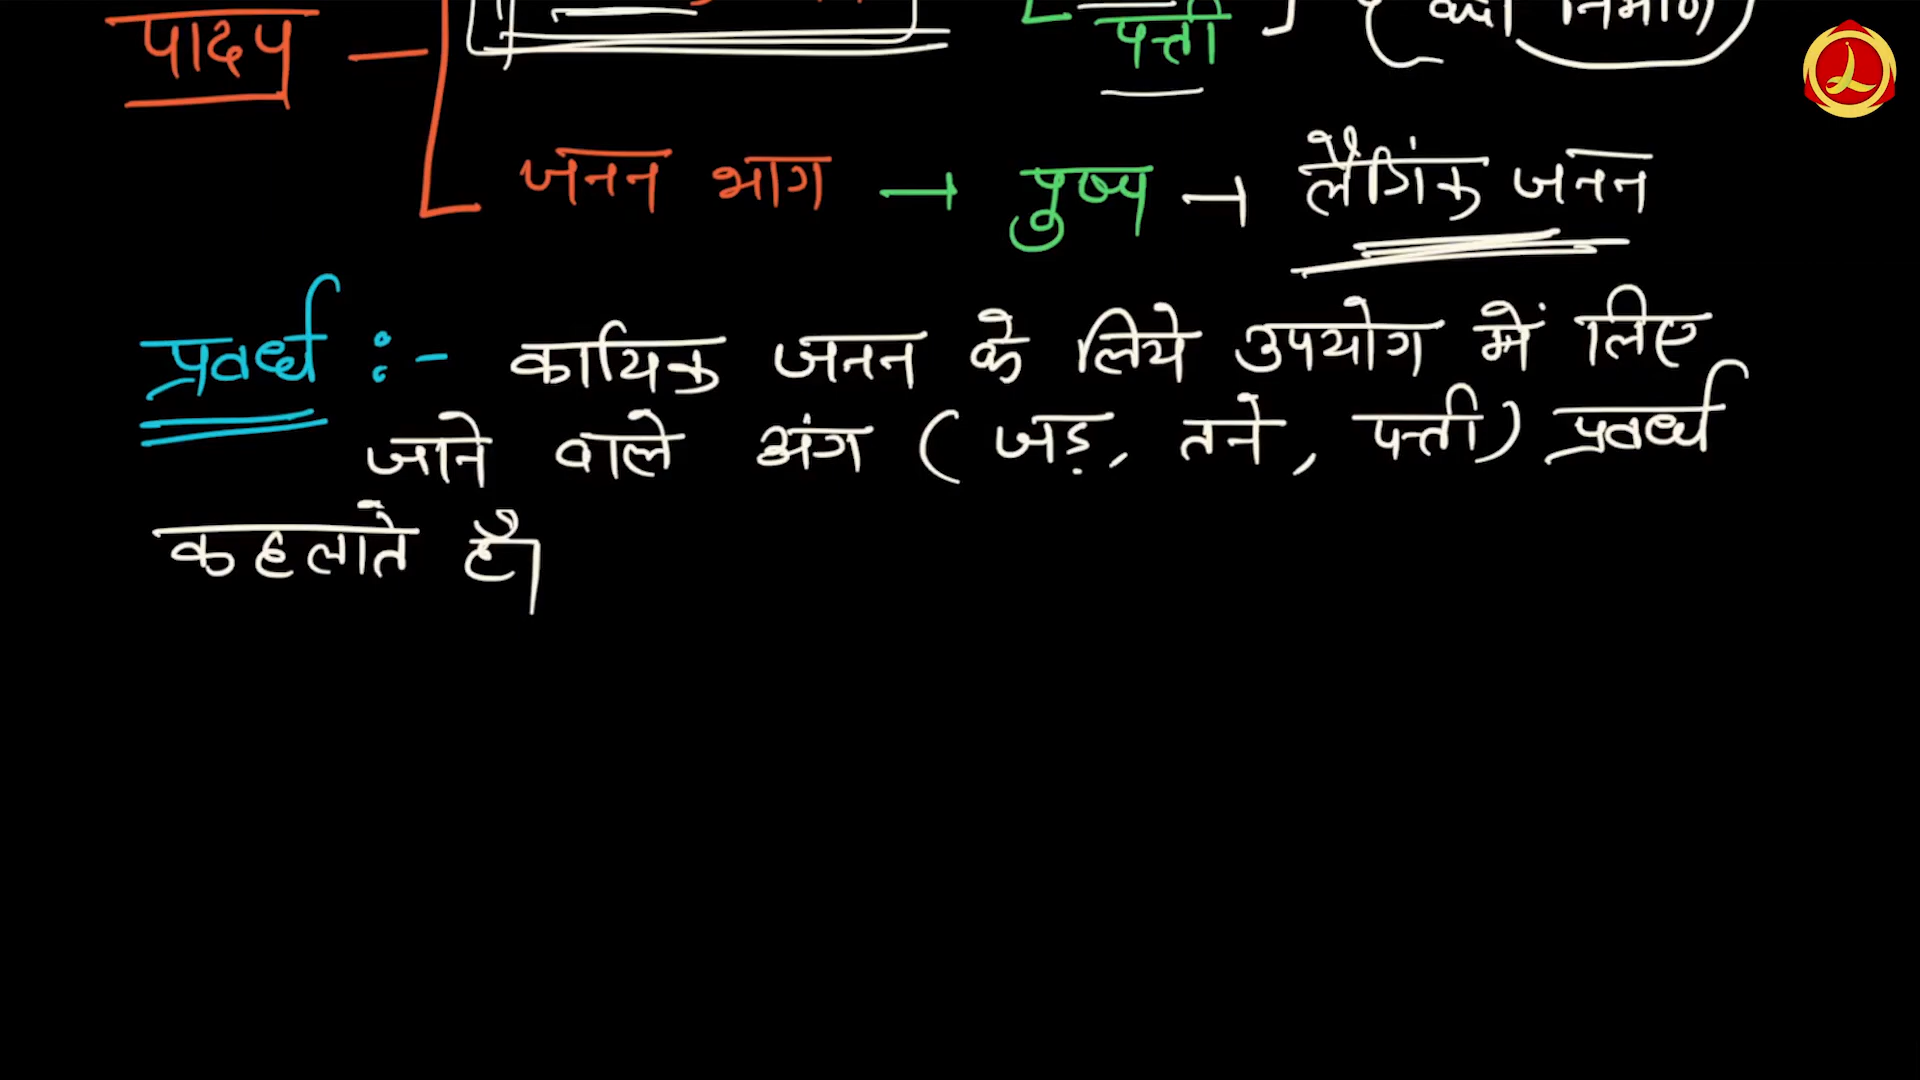 का निर्माण
पत्ती
पादप —
जनन भाग → पुष्प → लैंगिक जनन
प्रवर्ध :- कायिक जनन के लिये उपयोग में लिए
जाने वाले अंग ( जड़, तने, पत्ती) प्रवर्ध
कहलाते है।